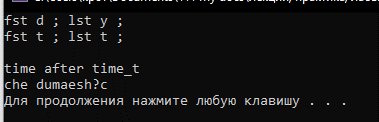 fst d ; lst y ;
fst t ; lst t ;
time after time_t
che dumaesh?c
Для продолжения нажмите любую клавишу . . .